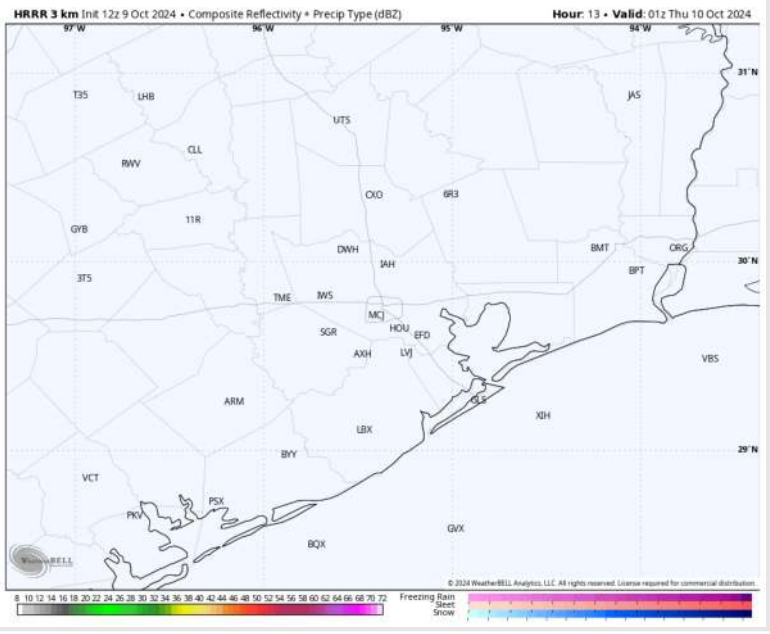 HRRR 3 km Init 12z 9 Oct 2024 • Composite Reflectivity + Precip Type (dBZ)
Hour: 13 • Valid: 01z Thu 10 Oct 2024
97°W 96°W 95°W 94°W
31°N
T35 LHB JAS
UTS
CLL
RWV
CXO 6R3
11R
GYB
DWH BMT ORG
IAH 30°N
3T5 BPT
TME IWS
MCJ
SGR HOU EFD
AXH LVJ VBS
ARM GLS
LBX XIH
BYY 29°N
VCT
PSX
PKV GVX
BQX
WeatherBELL
© 2024 WeatherBELL Analytics, LLC. All rights reserved. License required for commercial distribution.
8 10 12 14 16 18 20 22 24 26 28 30 32 34 36 38 40 42 44 46 48 50 52 54 56 58 60 62 64 66 68 70 72
Freezing Rain
Sleet
Snow